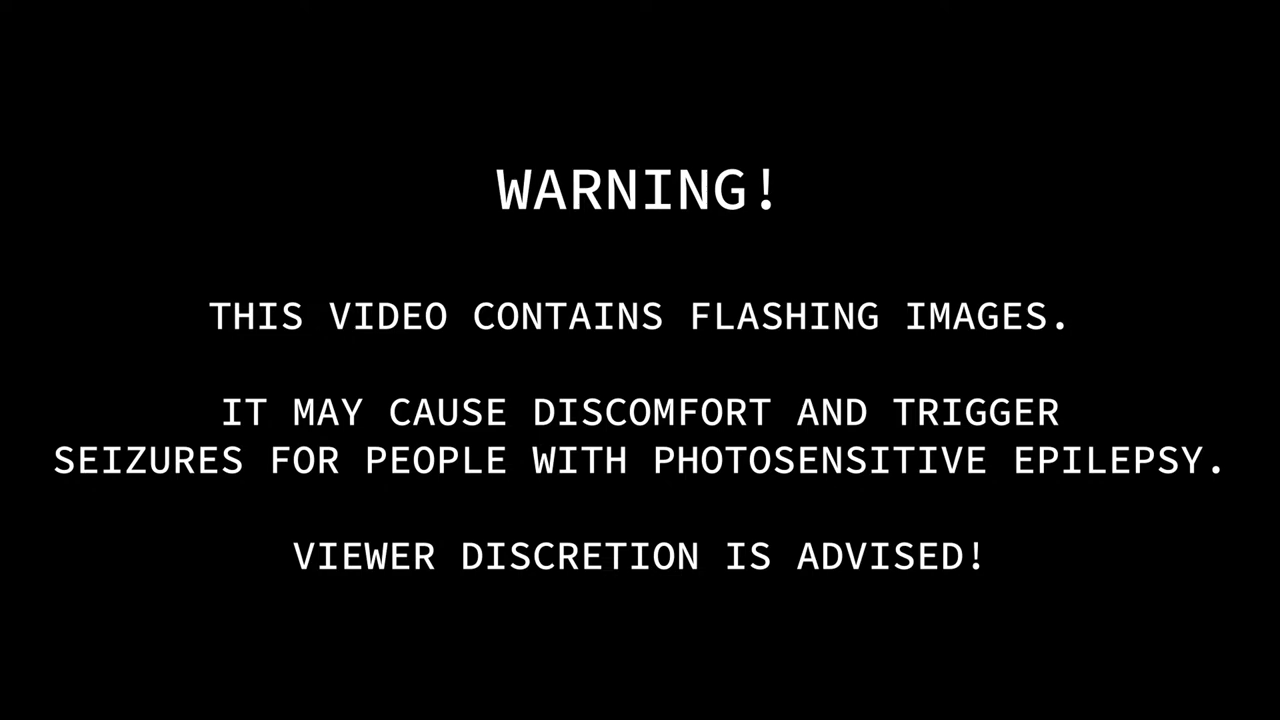 WARNING!
THIS VIDEO CONTAINS FLASHING IMAGES.
IT MAY CAUSE DISCOMFORT AND TRIGGER
SEIZURES FOR PEOPLE WITH PHOTOSENSITIVE EPILEPSY.
VIEWER DISCRETION IS ADVISED!